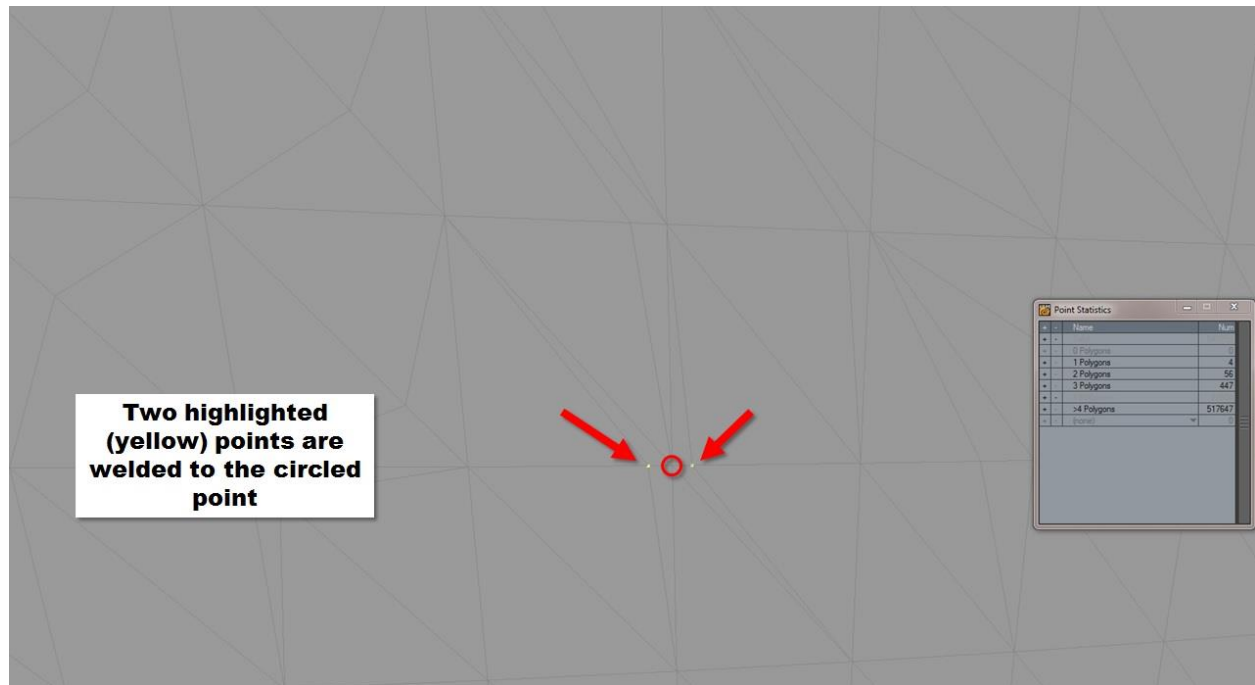 Two highlighted
(yellow) points are
welded to the circled
point
Point Statistics
+ - Name Num
0 Polygons 0
1 Polygons 4
2 Polygons 56
3 Polygons 447
>4 Polygons 517647
(none) 0